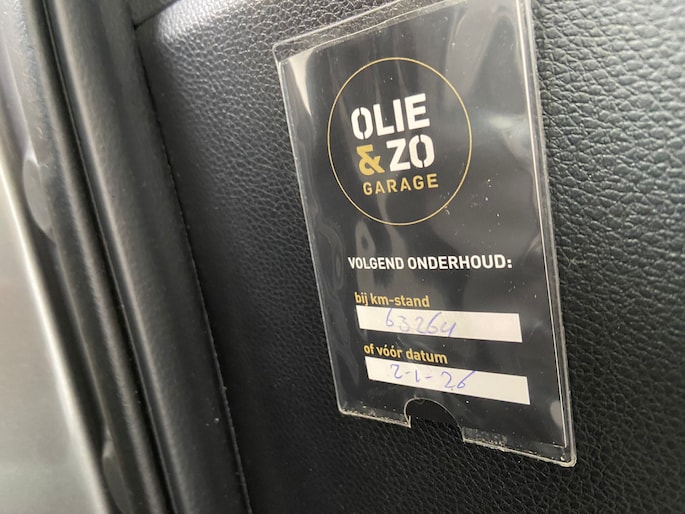 OLIE
& ZO
GARAGE
VOLGEND ONDERHOUD:
bij km-stand
63264
of vóór datum
2-1-26